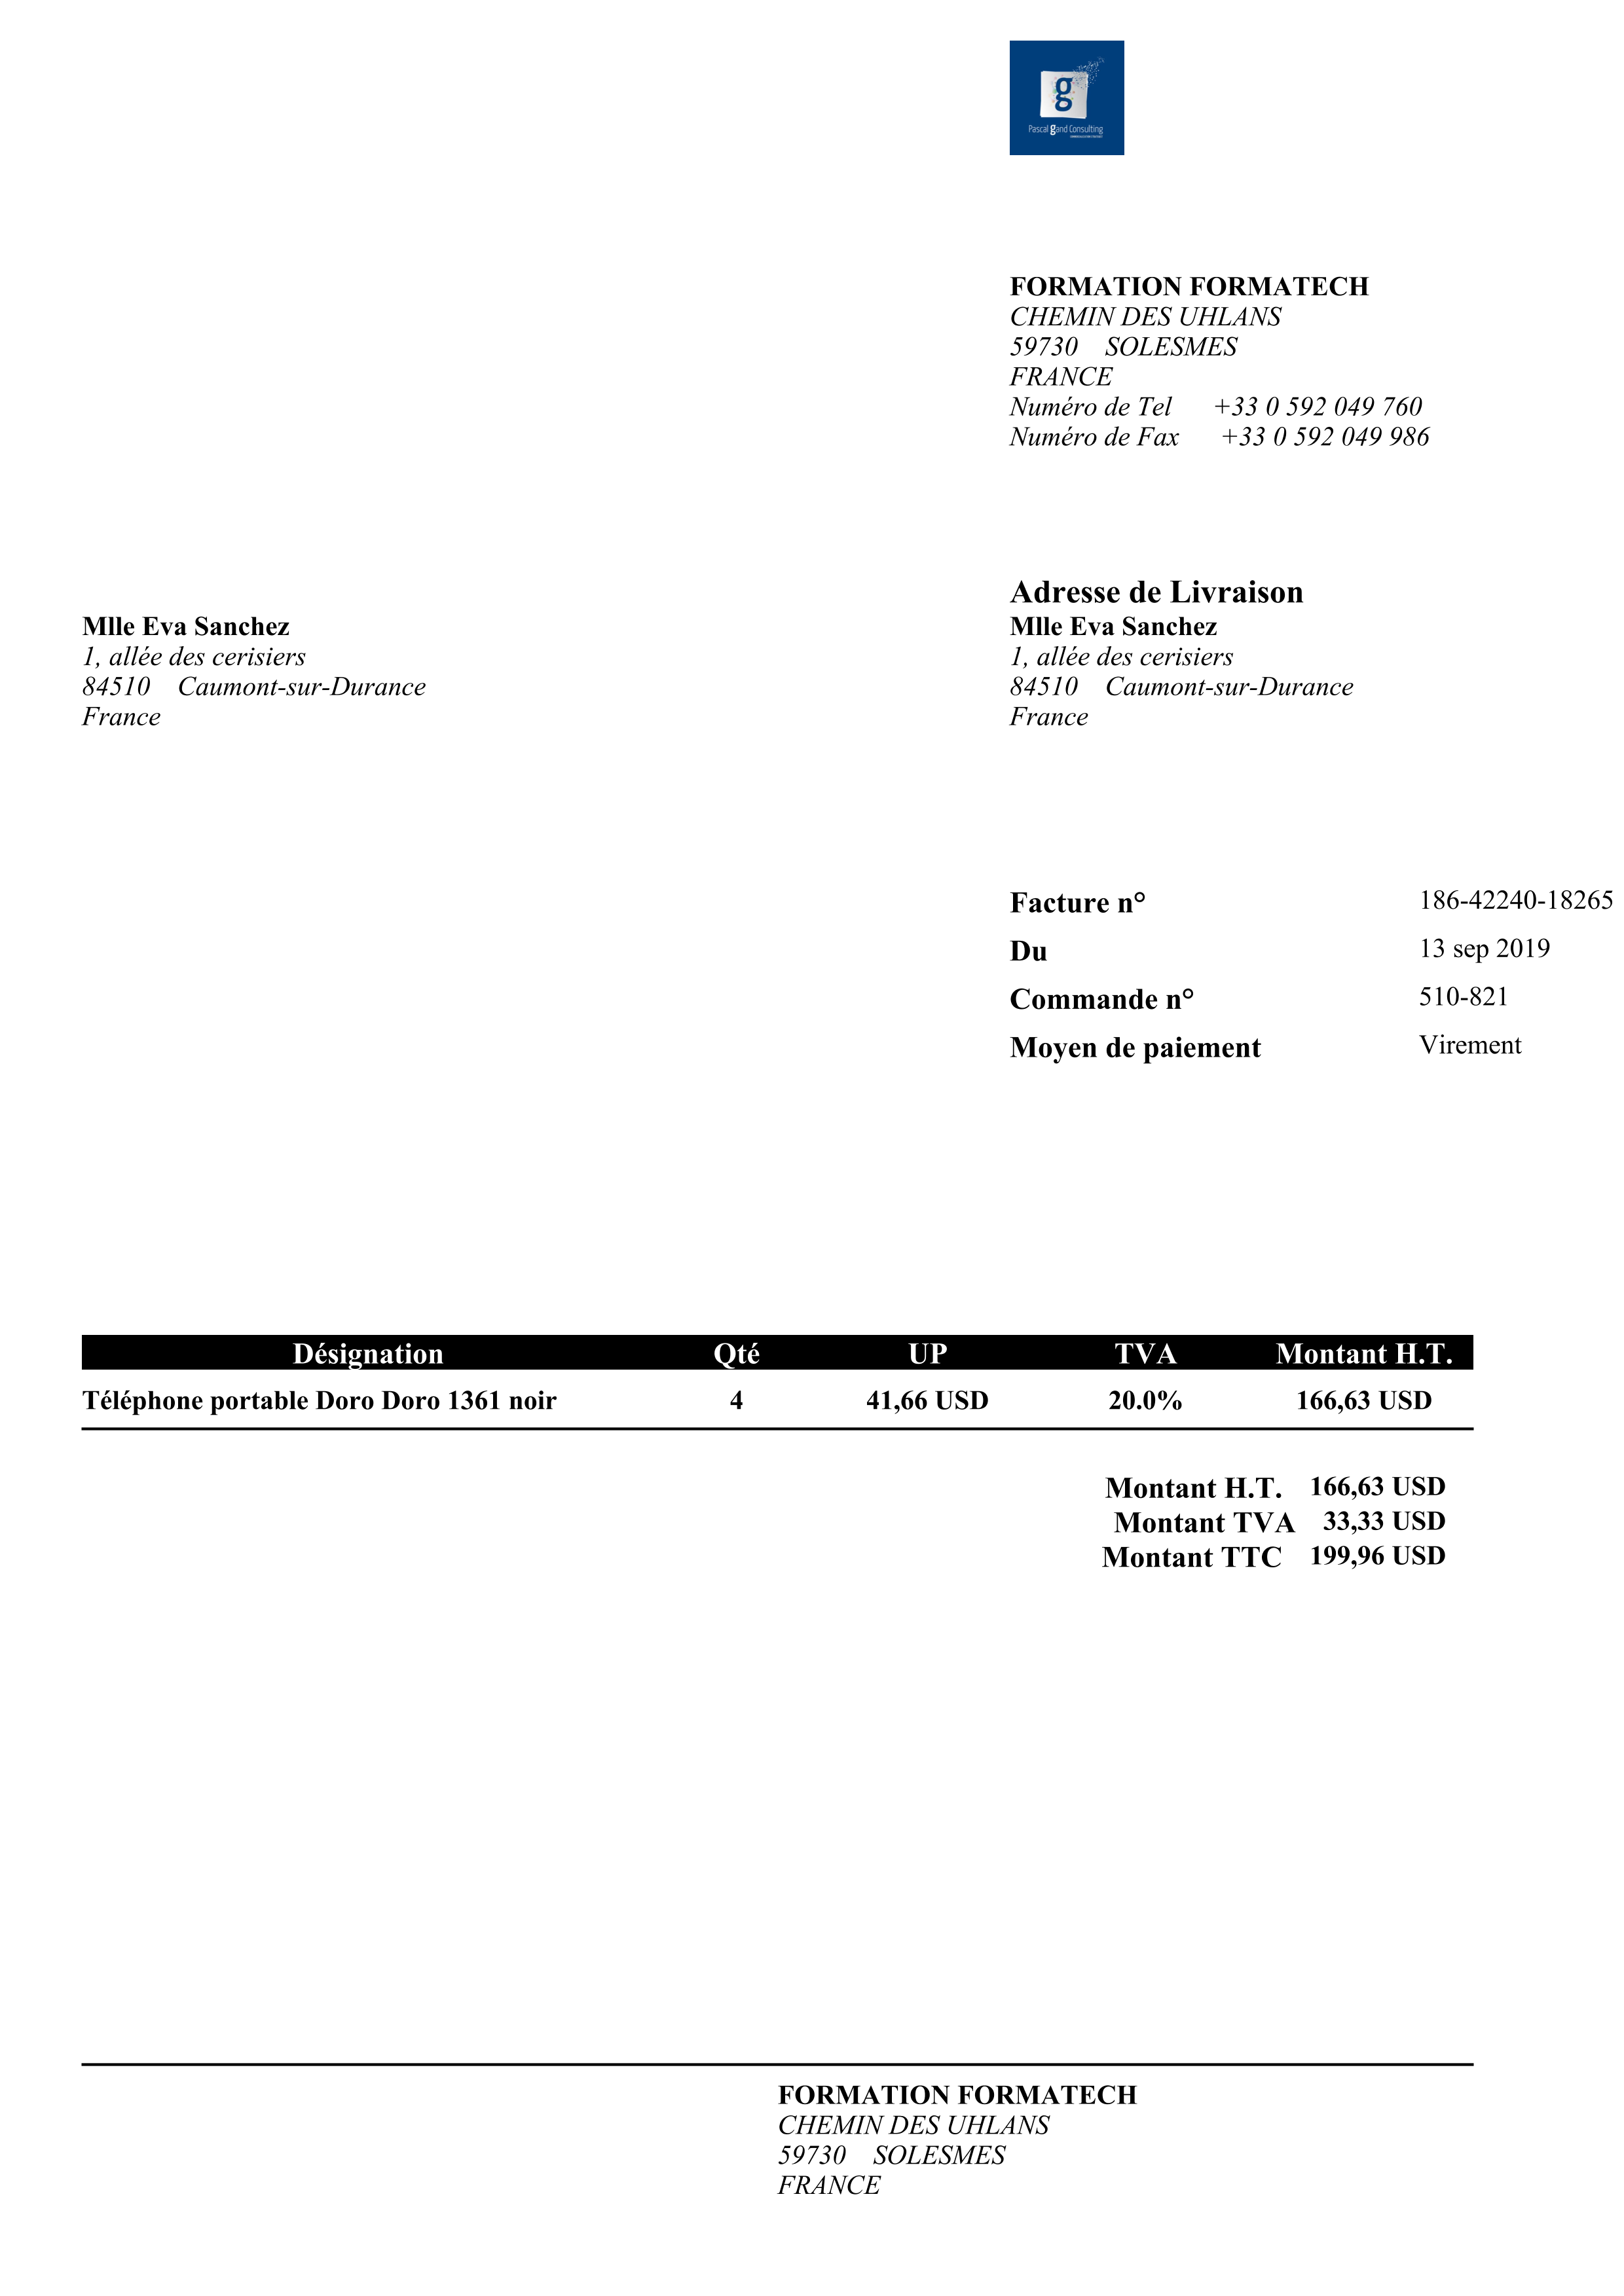 g
Pascal gand Consulting
FORMATION FORMATECH
CHEMIN DES UHLANS
59730 SOLESMES
FRANCE
Numéro de Tel +33 0 592 049 760
Numéro de Fax +33 0 592 049 986
Mlle Eva Sanchez
1, allée des cerisiers
84510 Caumont-sur-Durance
France
Adresse de Livraison
Mlle Eva Sanchez
1, allée des cerisiers
84510 Caumont-sur-Durance
France
Facture n° 186-42240-18265
Du 13 sep 2019
Commande n° 510-821
Moyen de paiement Virement
Désignation Qté UP TVA Montant H.T.
Téléphone portable Doro Doro 1361 noir 4 41,66 USD 20.0% 166,63 USD
Montant H.T. 166,63 USD
Montant TVA 33,33 USD
Montant TTC 199,96 USD
FORMATION FORMATECH
CHEMIN DES UHLANS
59730 SOLESMES
FRANCE